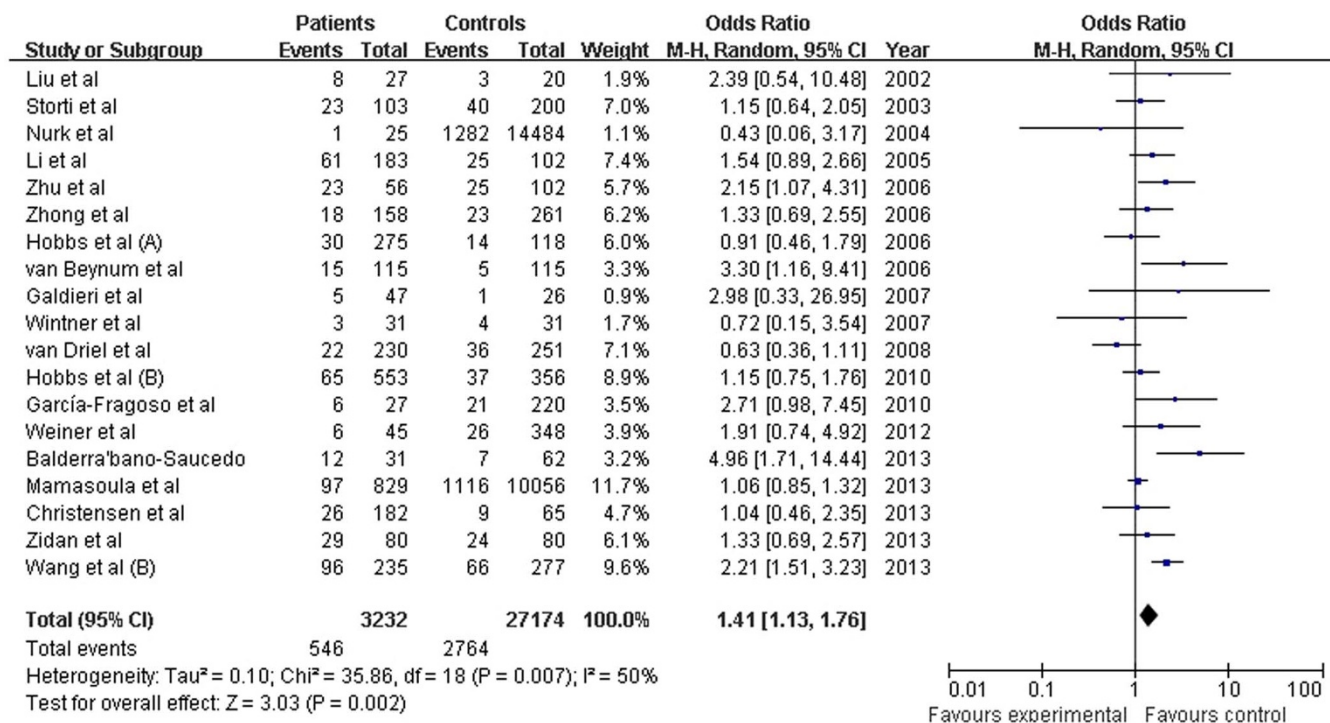 Patients Controls Odds Ratio Odds Ratio
Study or Subgroup Events Total Events Total Weight M-H, Random, 95% CI Year M-H, Random, 95% CI
Liu et al 8 27 3 20 1.9% 2.39 [0.54, 10.48] 2002
Storti et al 23 103 40 200 7.0% 1.15 [0.64, 2.05] 2003
Nurk et al 1 25 1282 14484 1.1% 0.43 [0.06, 3.17] 2004
Li et al 61 183 25 102 7.4% 1.54 [0.89, 2.66] 2005
Zhu et al 23 56 25 102 5.7% 2.15 [1.07, 4.31] 2006
Zhong et al 18 158 23 261 6.2% 1.33 [0.69, 2.55] 2006
Hobbs et al (A) 30 275 14 118 6.0% 0.91 [0.46, 1.79] 2006
van Beynum et al 15 115 5 115 3.3% 3.30 [1.16, 9.41] 2006
Galdieri et al 5 47 1 26 0.9% 2.98 [0.33, 26.95] 2007
Wintner et al 3 31 4 31 1.7% 0.72 [0.15, 3.54] 2007
van Driel et al 22 230 36 251 7.1% 0.63 [0.36, 1.11] 2008
Hobbs et al (B) 65 553 37 356 8.9% 1.15 [0.75, 1.76] 2010
García-Fragoso et al 6 27 21 220 3.5% 2.71 [0.98, 7.45] 2010
Weiner et al 6 45 26 348 3.9% 1.91 [0.74, 4.92] 2012
Balderra'bano-Saucedo 12 31 7 62 3.2% 4.96 [1.71, 14.44] 2013
Mamasoula et al 97 829 1116 10056 11.7% 1.06 [0.85, 1.32] 2013
Christensen et al 26 182 9 65 4.7% 1.04 [0.46, 2.35] 2013
Zidan et al 29 80 24 80 6.1% 1.33 [0.69, 2.57] 2013
Wang et al (B) 96 235 66 277 9.6% 2.21 [1.51, 3.23] 2013
Total (95% CI) 3232 27174 100.0% 1.41 [1.13, 1.76]
Total events 546 2764
Heterogeneity: Tau² = 0.10; Chi² = 35.86, df = 18 (P = 0.007); I² = 50%
Test for overall effect: Z = 3.03 (P = 0.002)
0.01 0.1 1 10 100
Favours experimental Favours control